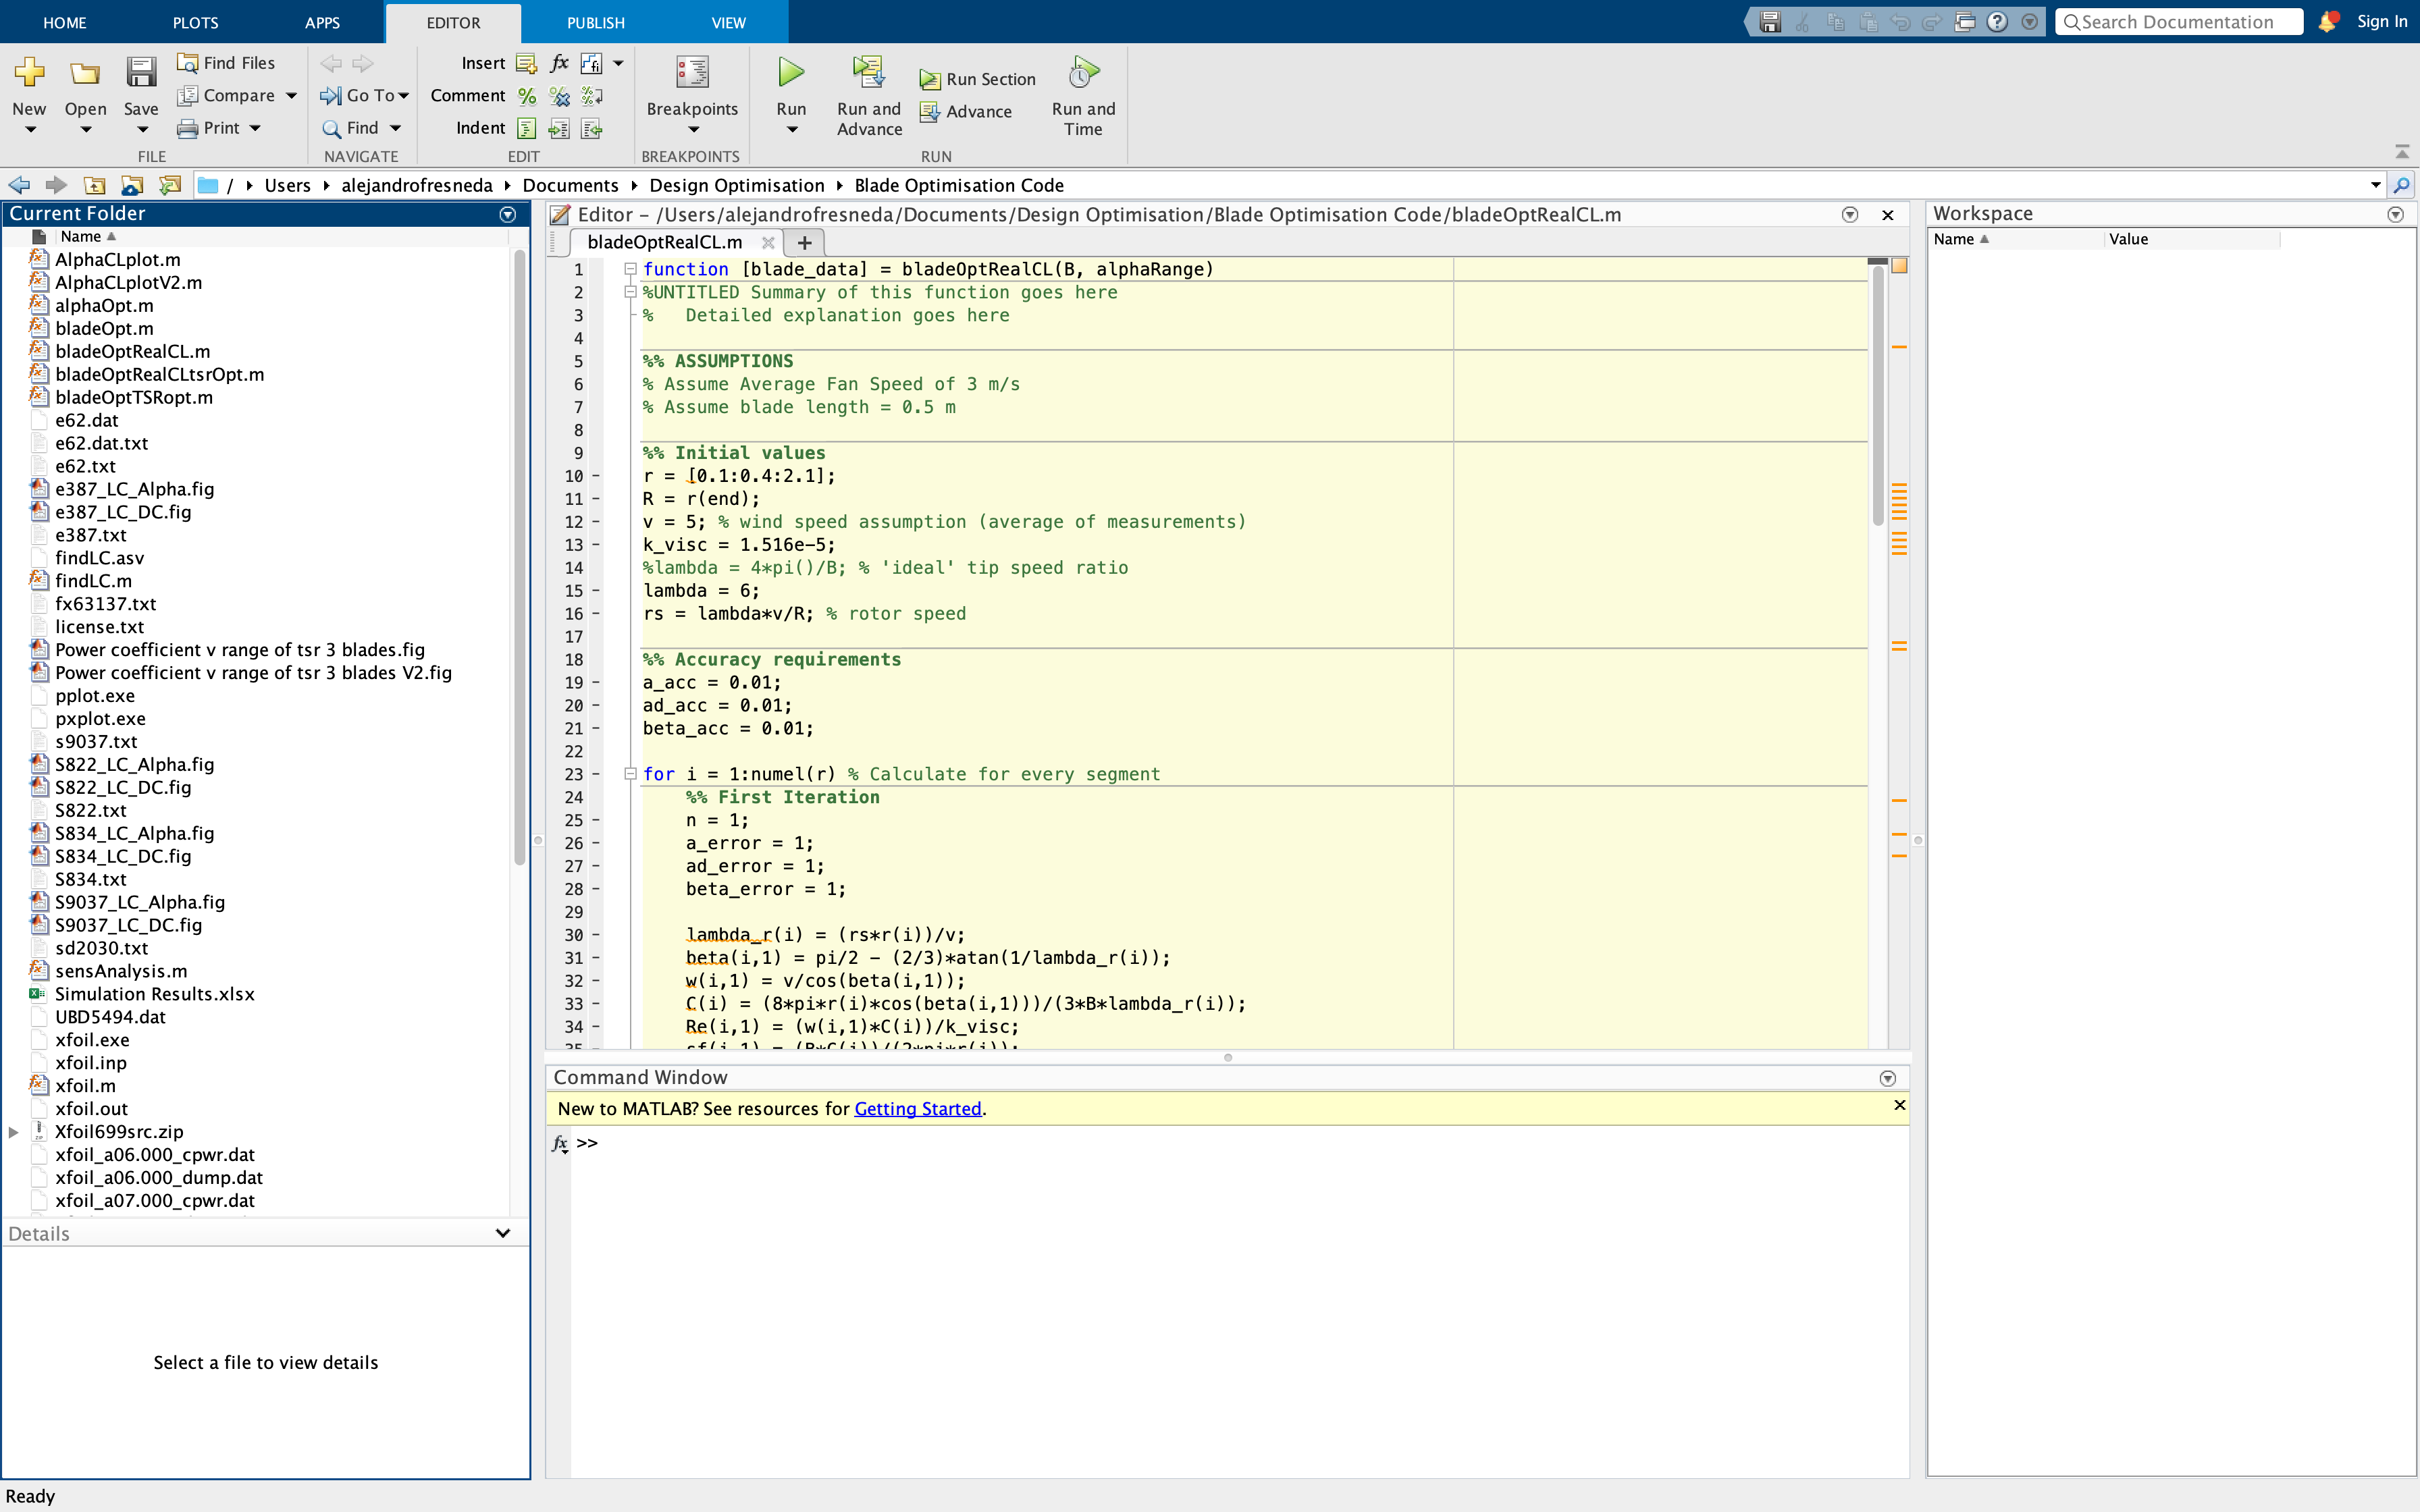 HOME PLOTS APPS EDITOR PUBLISH VIEW Search Documentation Sign In
New Open Save Find Files Compare Print
FILE
Go To Find
NAVIGATE
Insert fx fi
Comment % % %
Indent
EDIT
Breakpoints
BREAKPOINTS
Run Run and Advance Run Section Advance Run and Time
RUN
/ Users alejandrofresneda Documents Design Optimisation Blade Optimisation Code
Current Folder
Name
AlphaCLplot.m
AlphaCLplotV2.m
alphaOpt.m
bladeOpt.m
bladeOptRealCL.m
bladeOptRealCLtsrOpt.m
bladeOptTSRopt.m
e62.dat
e62.dat.txt
e62.txt
e387_LC_Alpha.fig
e387_LC_DC.fig
e387.txt
findLC.asv
findLC.m
fx63137.txt
license.txt
Power coefficient v range of tsr 3 blades.fig
Power coefficient v range of tsr 3 blades V2.fig
pplot.exe
pxplot.exe
s9037.txt
S822_LC_Alpha.fig
S822_LC_DC.fig
S822.txt
S834_LC_Alpha.fig
S834_LC_DC.fig
S834.txt
S9037_LC_Alpha.fig
S9037_LC_DC.fig
sd2030.txt
sensAnalysis.m
Simulation Results.xlsx
UBD5494.dat
xfoil.exe
xfoil.inp
xfoil.m
xfoil.out
Xfoil699src.zip
xfoil_a06.000_cpwr.dat
xfoil_a06.000_dump.dat
xfoil_a07.000_cpwr.dat
Details
Select a file to view details
Ready
Editor - /Users/alejandrofresneda/Documents/Design Optimisation/Blade Optimisation Code/bladeOptRealCL.m
bladeOptRealCL.m +
1 function [blade_data] = bladeOptRealCL(B, alphaRange)
2 %UNTITLED Summary of this function goes here
3 %   Detailed explanation goes here
4
5 %% ASSUMPTIONS
6 % Assume Average Fan Speed of 3 m/s
7 % Assume blade length = 0.5 m
8
9 %% Initial values
10 – r = [0.1:0.4:2.1];
11 – R = r(end);
12 – v = 5; % wind speed assumption (average of measurements)
13 – k_visc = 1.516e-5;
14 %lambda = 4*pi()/B; % 'ideal' tip speed ratio
15 – lambda = 6;
16 – rs = lambda*v/R; % rotor speed
17
18 %% Accuracy requirements
19 – a_acc = 0.01;
20 – ad_acc = 0.01;
21 – beta_acc = 0.01;
22
23 – for i = 1:numel(r) % Calculate for every segment
24 %% First Iteration
25 – n = 1;
26 – a_error = 1;
27 – ad_error = 1;
28 – beta_error = 1;
29
30 – lambda_r(i) = (rs*r(i))/v;
31 – beta(i,1) = pi/2 - (2/3)*atan(1/lambda_r(i));
32 – w(i,1) = v/cos(beta(i,1));
33 – C(i) = (8*pi*r(i)*cos(beta(i,1)))/(3*B*lambda_r(i));
34 – Re(i,1) = (w(i,1)*C(i))/k_visc;
Command Window
New to MATLAB? See resources for Getting Started.
fx >>
Workspace
Name Value